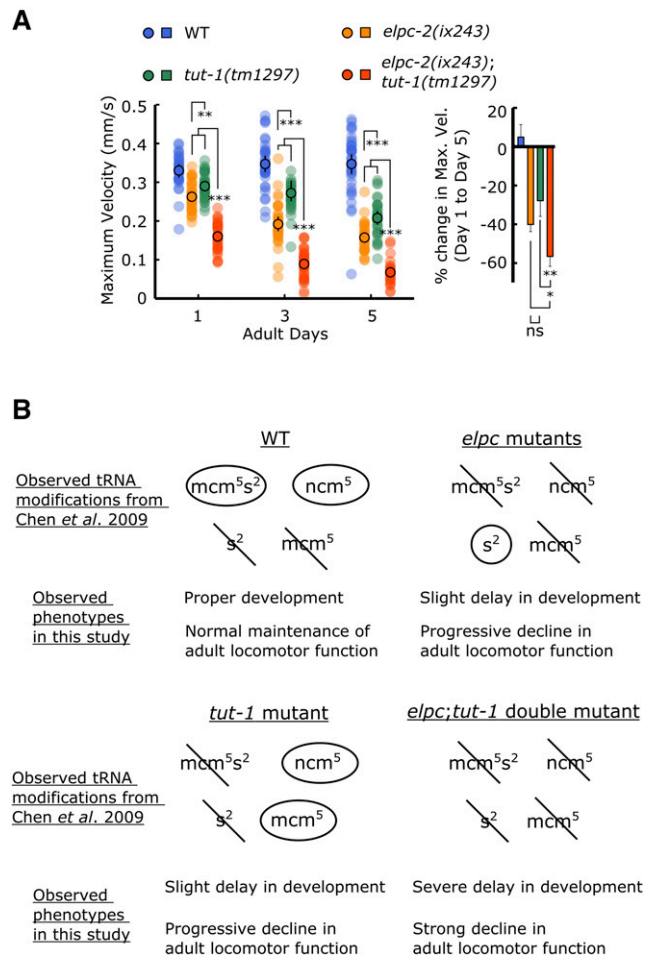 A
WT
elpc-2(ix243)
tut-1(tm1297)
elpc-2(ix243);
tut-1(tm1297)
Maximum Velocity (mm/s)
0.5
0.4
0.3
0.2
0.1
0
**
***
***
***
***
***
1
3
5
Adult Days
% change in Max. Vel.
(Day 1 to Day 5)
20
0
-20
-40
-60
**
*
ns
B
WT
elpc mutants
Observed tRNA
modifications from
Chen et al. 2009
mcm⁵s² ncm⁵
s² mcm⁵
mcm⁵s² ncm⁵
s² mcm⁵
Observed
phenotypes
in this study
Proper development
Normal maintenance of
adult locomotor function
Slight delay in development
Progressive decline in
adult locomotor function
tut-1 mutant
elpc;tut-1 double mutant
Observed tRNA
modifications from
Chen et al. 2009
mcm⁵s² ncm⁵
s² mcm⁵
mcm⁵s² ncm⁵
s² mcm⁵
Observed
phenotypes
in this study
Slight delay in development
Progressive decline in
adult locomotor function
Severe delay in development
Strong decline in
adult locomotor function